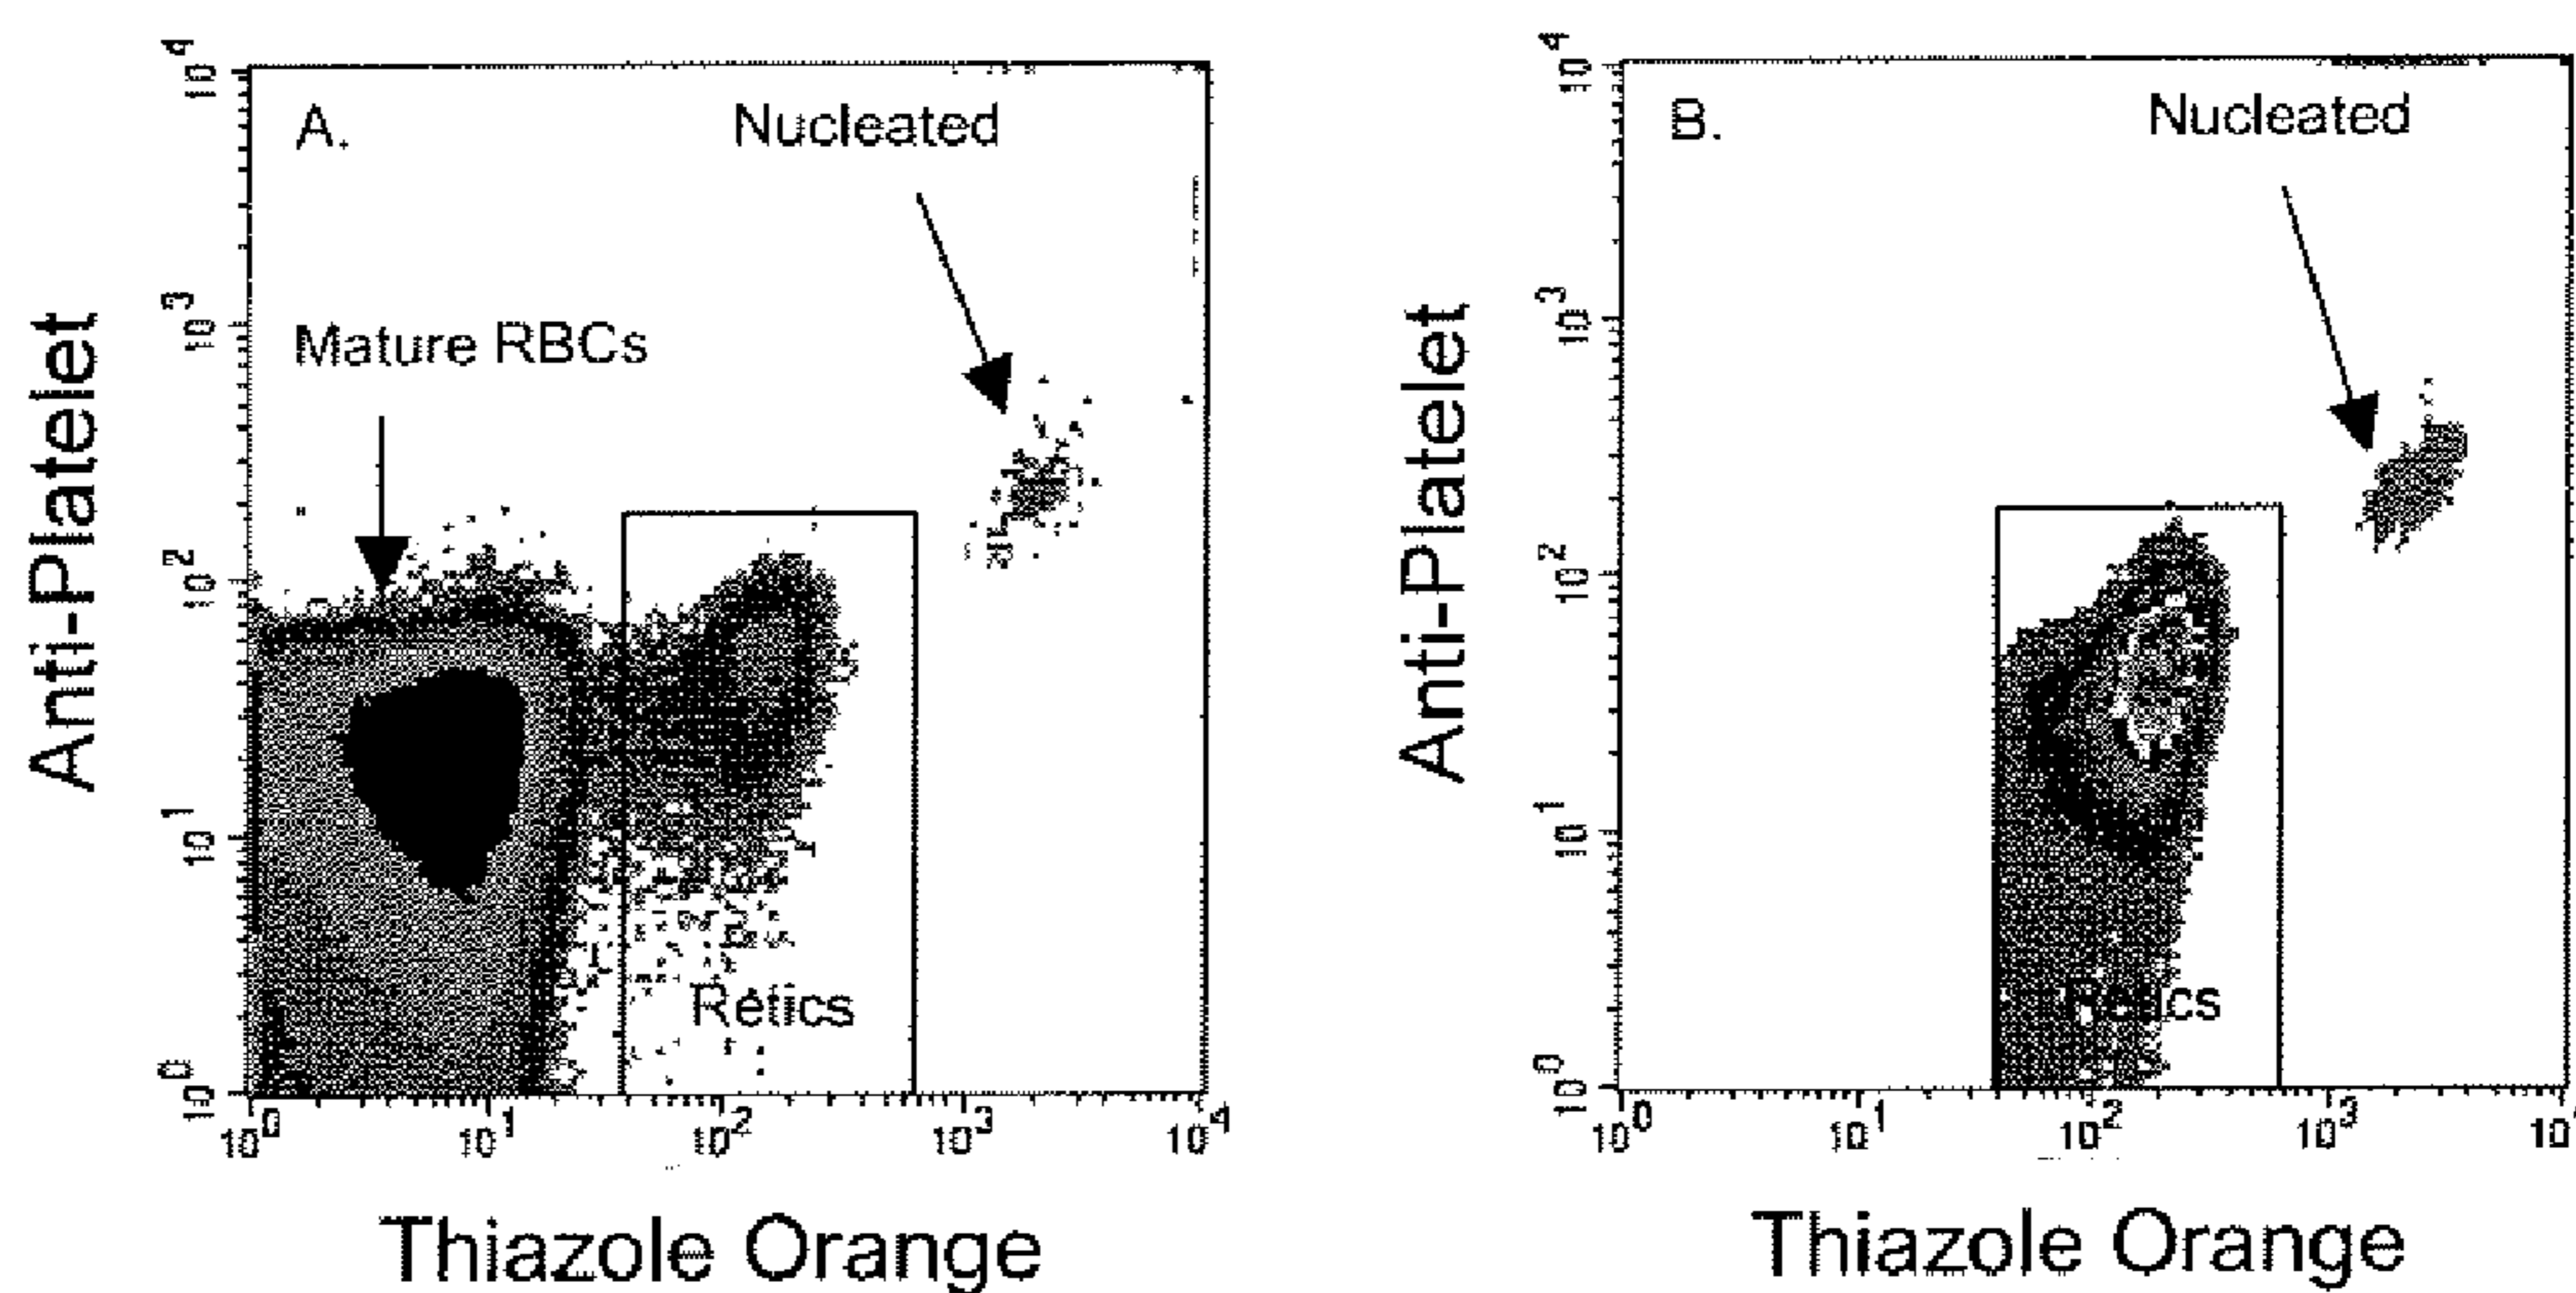 A.
Nucleated
Mature RBCs
Retics
Anti-Platelet
10^4
10^3
10^2
10^1
10^0
10^0 10^1 10^2 10^3 10^4
Thiazole Orange
B.
Nucleated
Retics
Anti-Platelet
10^4
10^3
10^2
10^1
10^0
10^0 10^1 10^2 10^3 10
Thiazole Orange